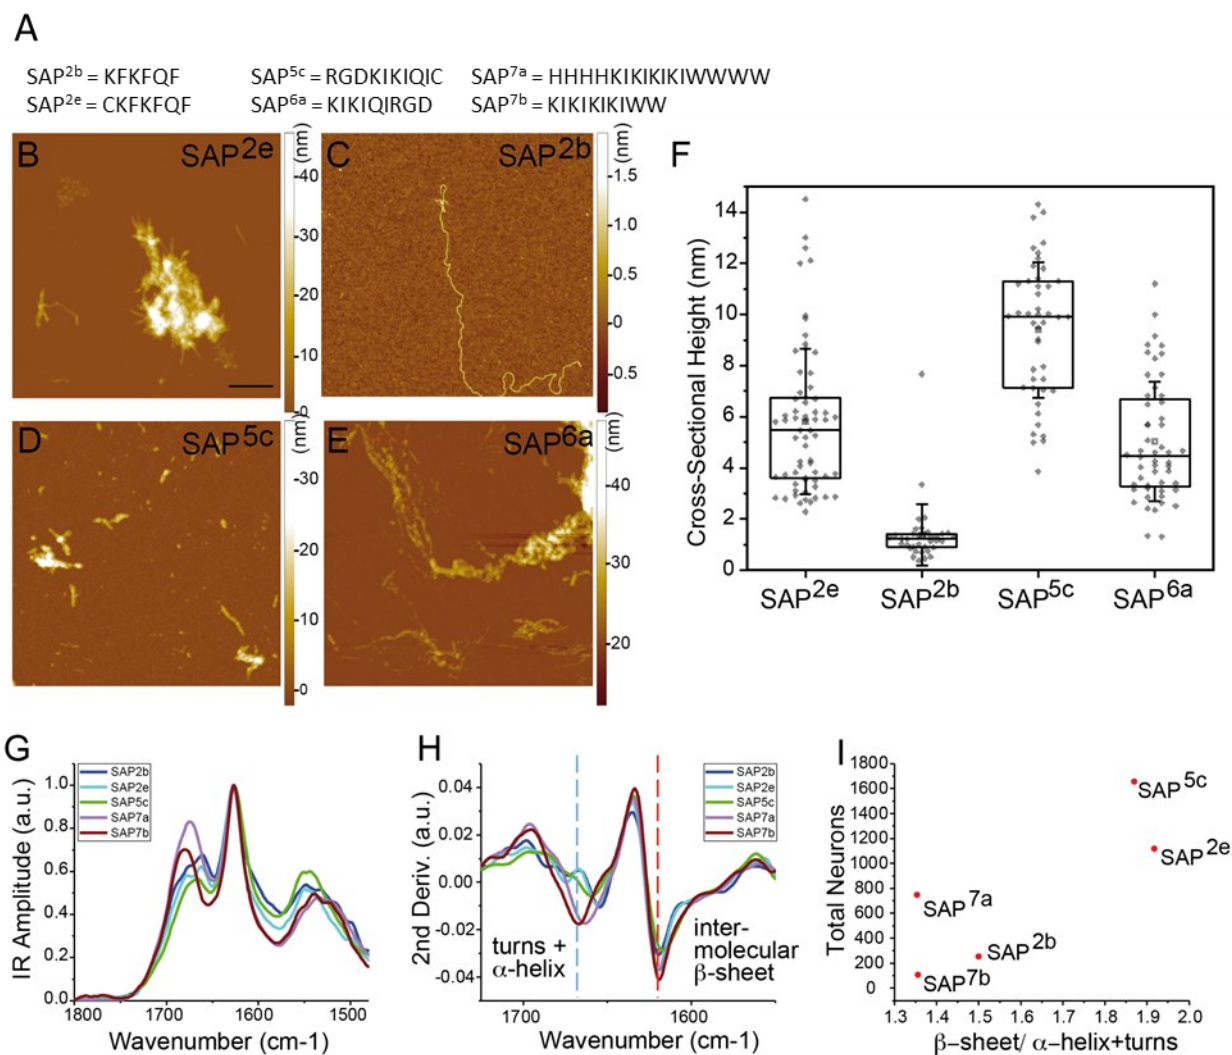 A
SAP2b = KFKFQF SAP5c = RGDKIKIQIC SAP7a = HHHHKIKIKIKIWWWW
SAP2e = CKFKFQF SAP6a = KIKIQIRGD SAP7b = KIKIKIKIWW
B SAP2e (nm) 40 30 20 10 0
C SAP2b (nm) 1.5 1.0 0.5 0 -0.5
D SAP5c (nm) 30 20 10 0
E SAP6a (nm) 40 30 20
F
Cross-Sectional Height (nm)
14
12
10
8
6
4
2
0
SAP2e SAP2b SAP5c SAP6a
G
IR Amplitude (a.u.)
1.0
0.8
0.6
0.4
0.2
0.0
SAP2b
SAP2e
SAP5c
SAP7a
SAP7b
1800 1700 1600 1500
Wavenumber (cm-1)
H
2nd Deriv. (a.u.)
0.04
0.02
0.00
-0.02
-0.04
SAP2b
SAP2e
SAP5c
SAP7a
SAP7b
turns +
α-helix
inter-
molecular
β-sheet
1700 1600
Wavenumber (cm-1)
I
Total Neurons
1800
1600
1400
1200
1000
800
600
400
200
0
SAP5c
SAP2e
SAP7a
SAP2b
SAP7b
1.3 1.4 1.5 1.6 1.7 1.8 1.9 2.0
β-sheet/ α-helix+turns